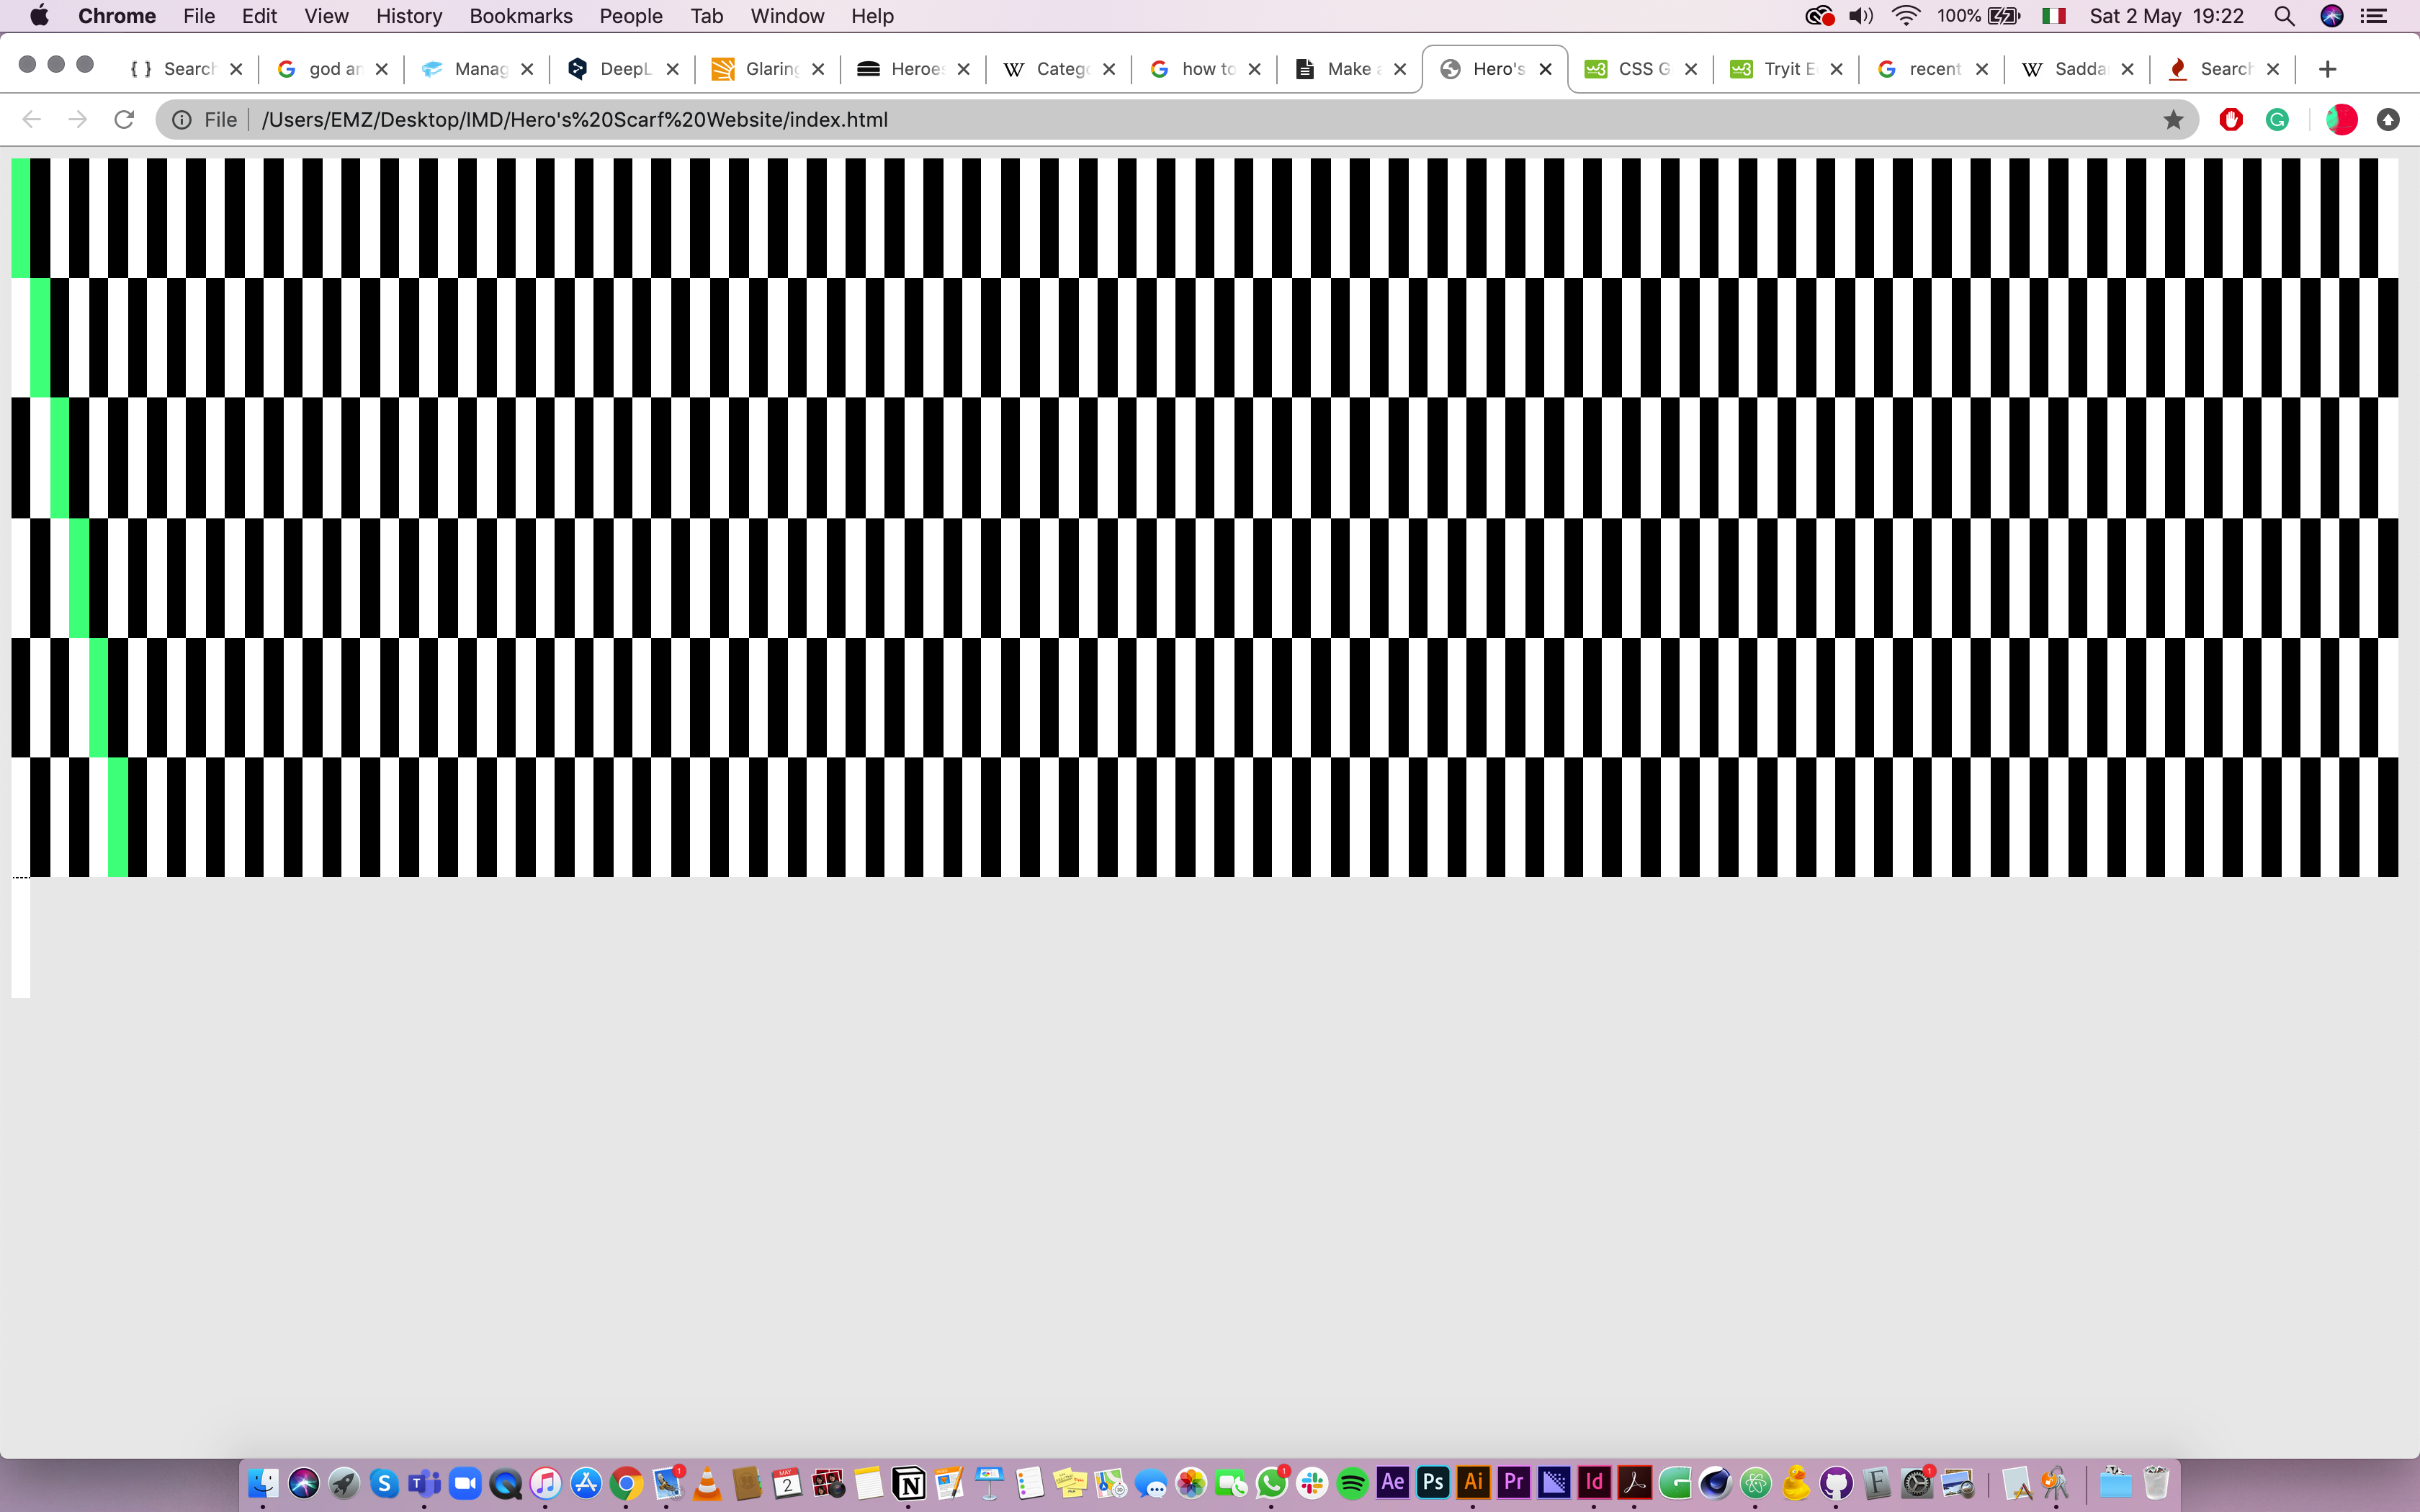 Chrome File Edit View History Bookmarks People Tab Window Help 100% Sat 2 May 19:22
{ } Search god an Manag DeepL Glaring Heroes W Catego how to Make a Hero's CSS G Tryit E recent W Sadda Search
File /Users/EMZ/Desktop/IMD/Hero's%20Scarf%20Website/index.html
Ae Ps Ai Pr Id